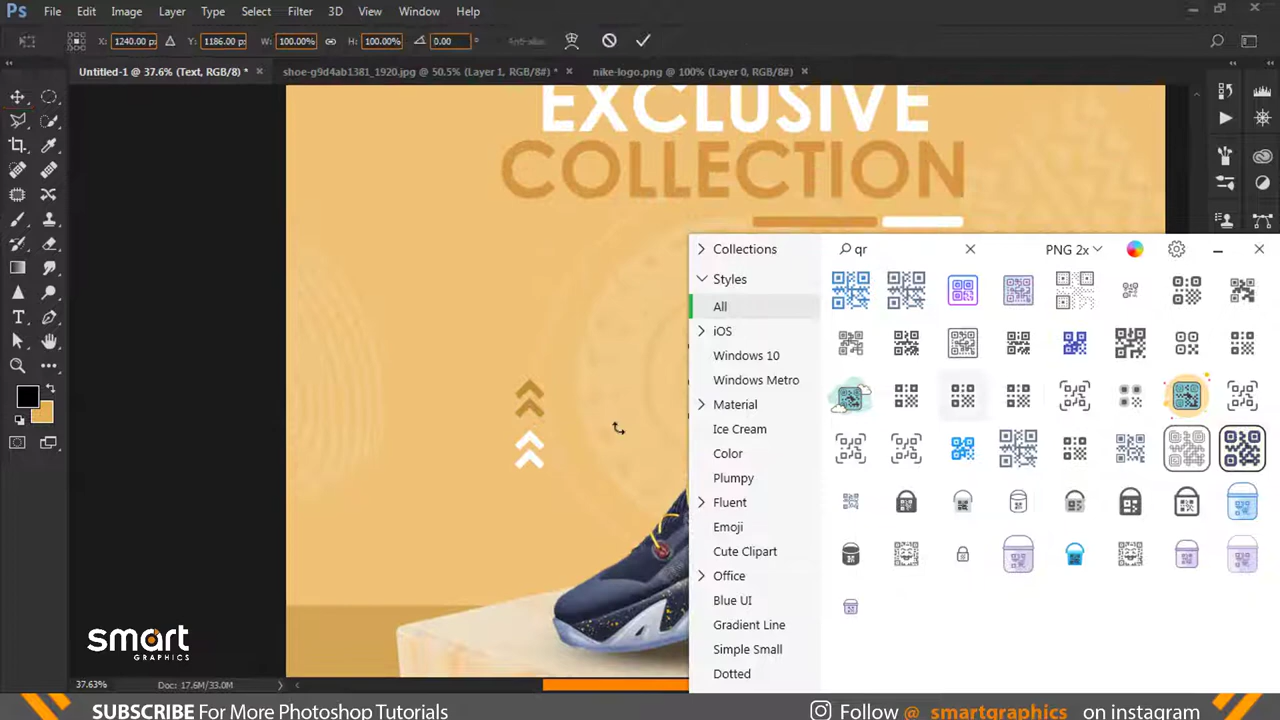 Ps File Edit Image Layer Type Select Filter 3D View Window Help
X: 1240.00 p: Y: 1186.00 p: W: 100.00% H: 100.00% 0.00 ° Anti-alias
Untitled-1 @ 37.6% (Text, RGB/8) * × shoe-g9d4ab1381_1920.jpg @ 50.5% (Layer 1, RGB/8#) * × nike-logo.png @ 100% (Layer 0, RGB/8#) ×
EXCLUSIVE
COLLECTION
Collections
qr
PNG 2x
Styles
All
iOS
Windows 10
Windows Metro
Material
Ice Cream
Color
Plumpy
Fluent
Emoji
Cute Clipart
Office
Blue UI
Gradient Line
Simple Small
Dotted
smart
GRAPHICS
37.63% Doc: 17.6M/33.0M
SUBSCRIBE For More Photoshop Tutorials
Follow @ smartgraphics on instagram